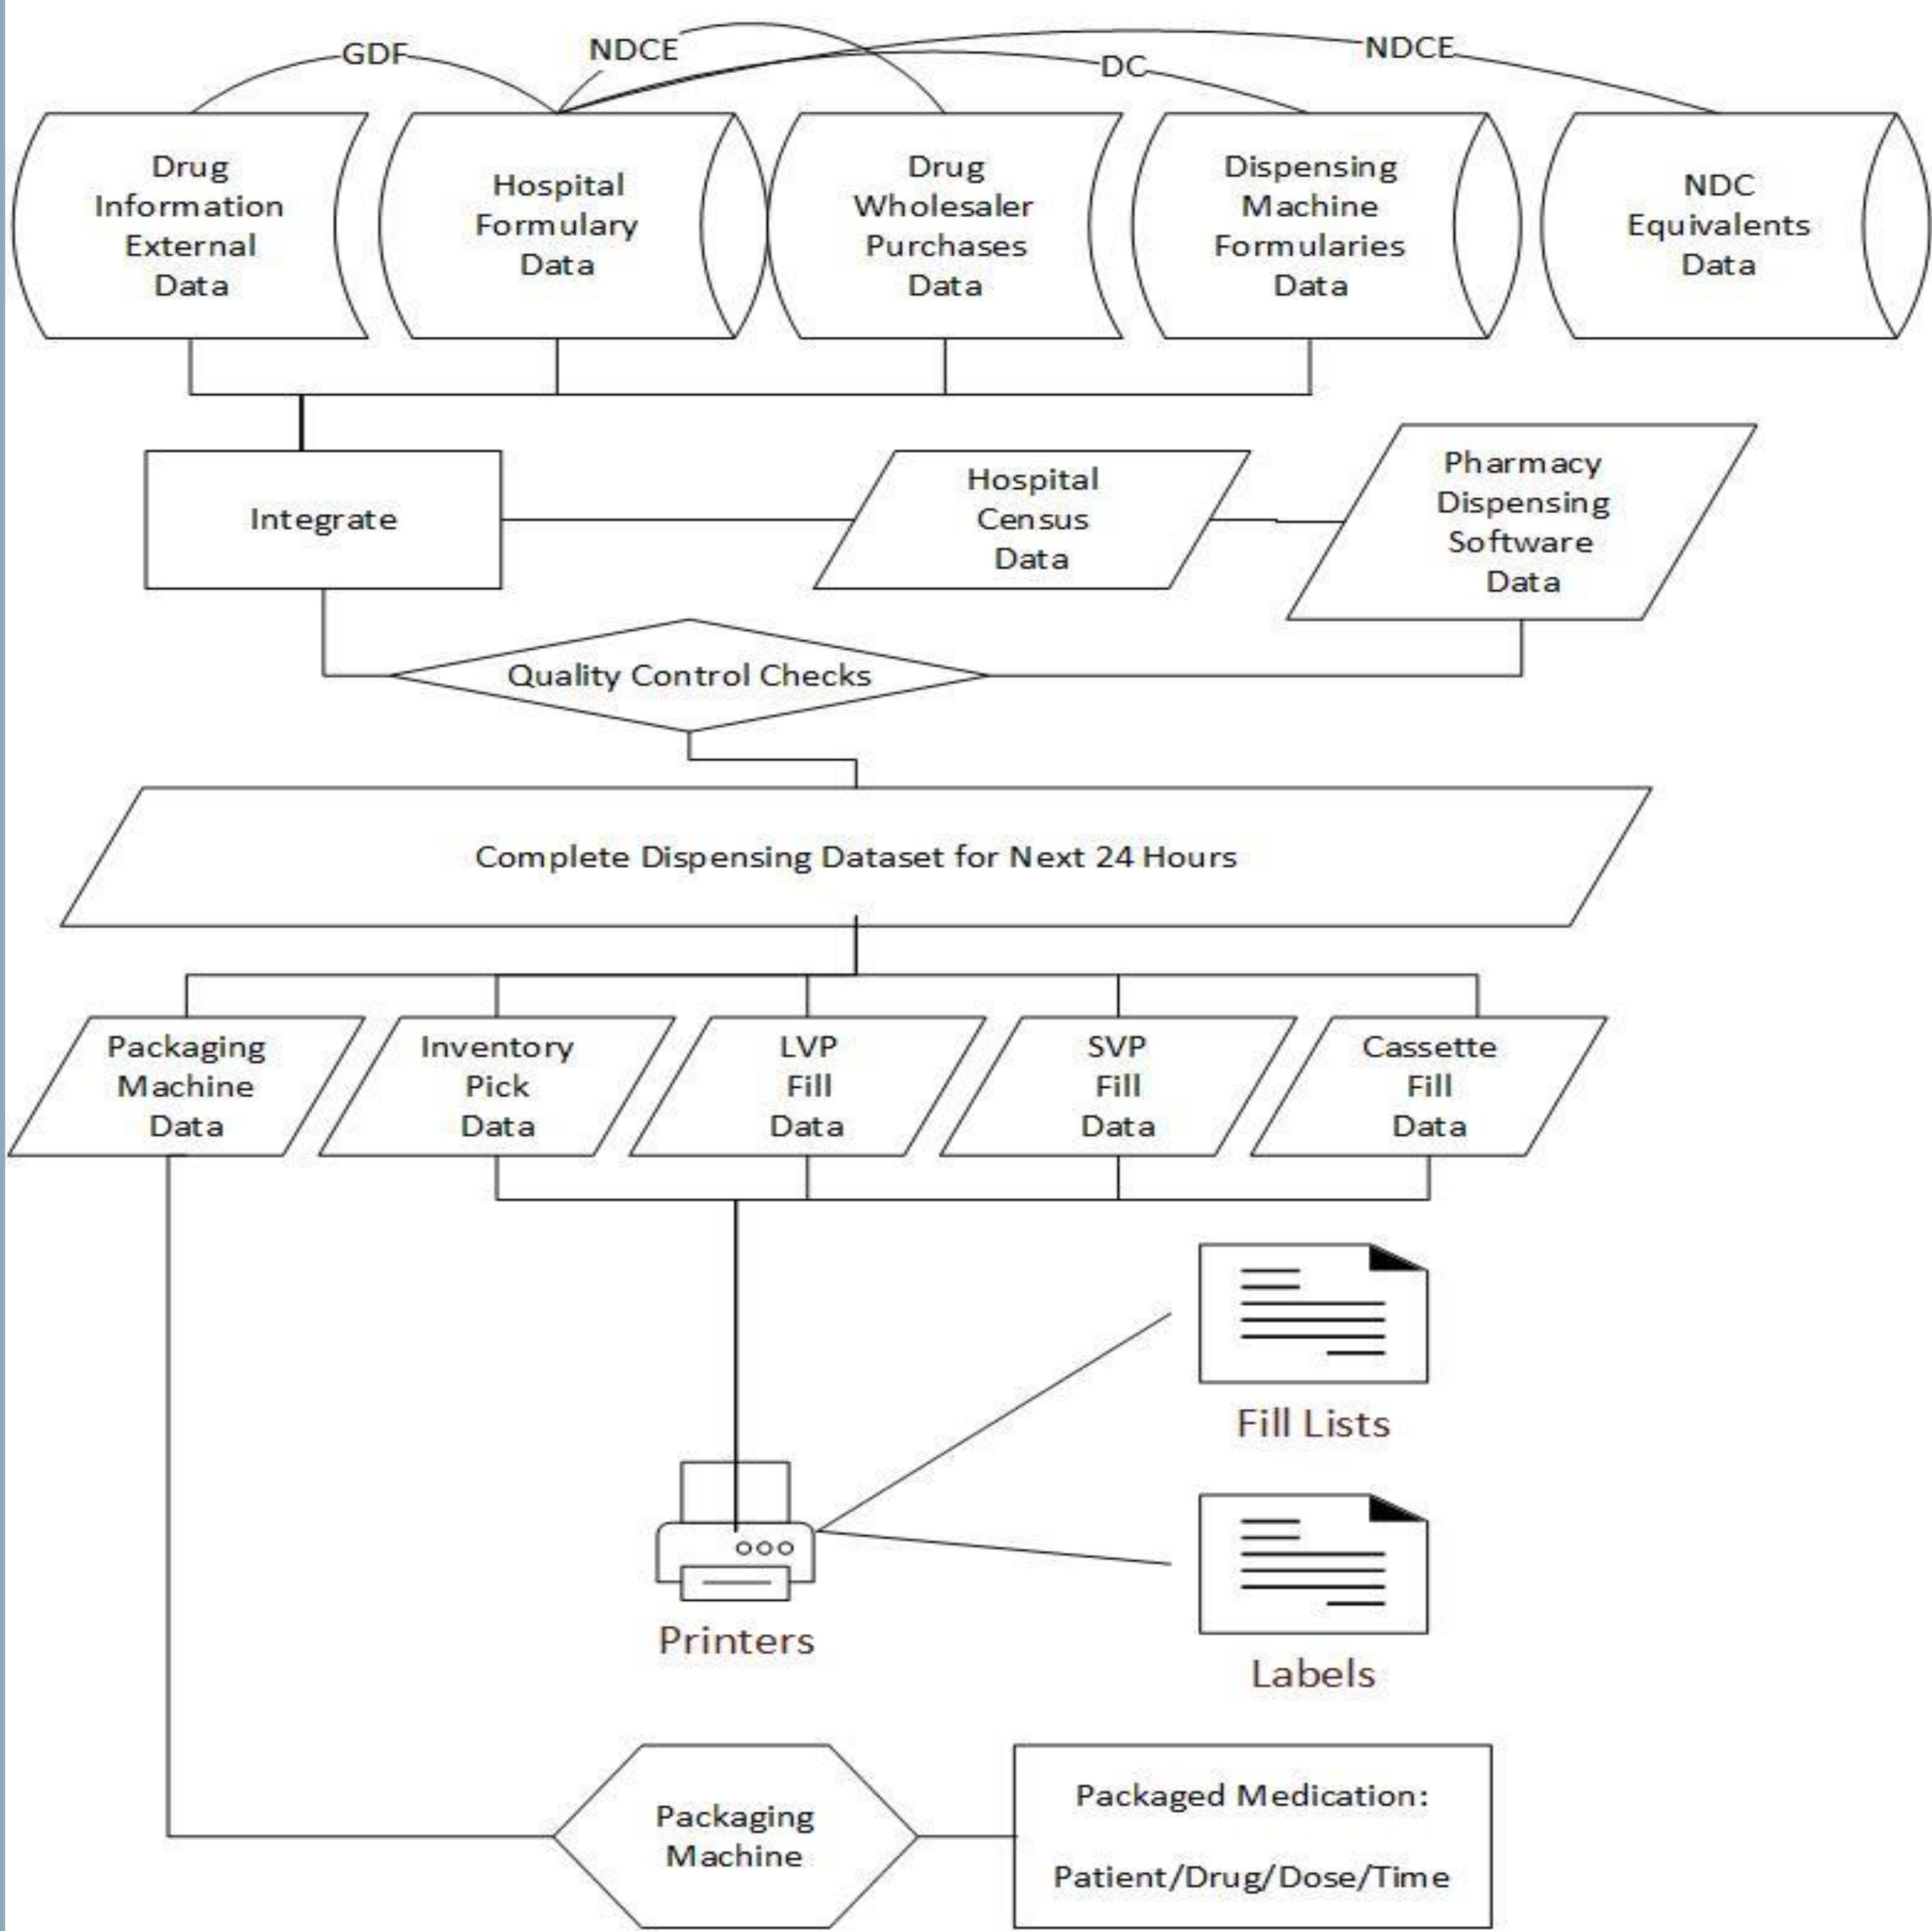 GDF
NDCE
DC
NDCE
Drug
Information
External
Data
Hospital
Formulary
Data
Drug
Wholesaler
Purchases
Data
Dispensing
Machine
Formularies
Data
NDC
Equivalents
Data
Integrate
Hospital
Census
Data
Pharmacy
Dispensing
Software
Data
Quality Control Checks
Complete Dispensing Dataset for Next 24 Hours
Packaging
Machine
Data
Inventory
Pick
Data
LVP
Fill
Data
SVP
Fill
Data
Cassette
Fill
Data
Fill Lists
Printers
Labels
Packaging
Machine
Packaged Medication:
Patient/Drug/Dose/Time